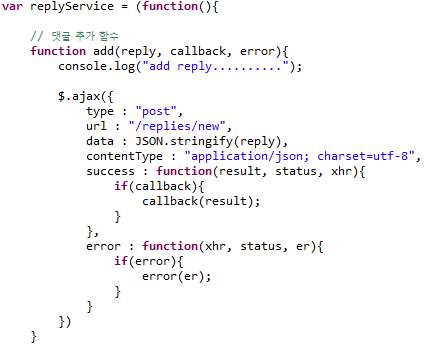 var replyService = (function(){
// 댓글 추가 함수
function add(reply, callback, error){
console.log("add reply..........");
$.ajax({
type : "post",
url : "/replies/new",
data : JSON.stringify(reply),
contentType : "application/json; charset=utf-8",
success : function(result, status, xhr){
if(callback){
callback(result);
}
},
error : function(xhr, status, er){
if(error){
error(er);
}
}
})
}